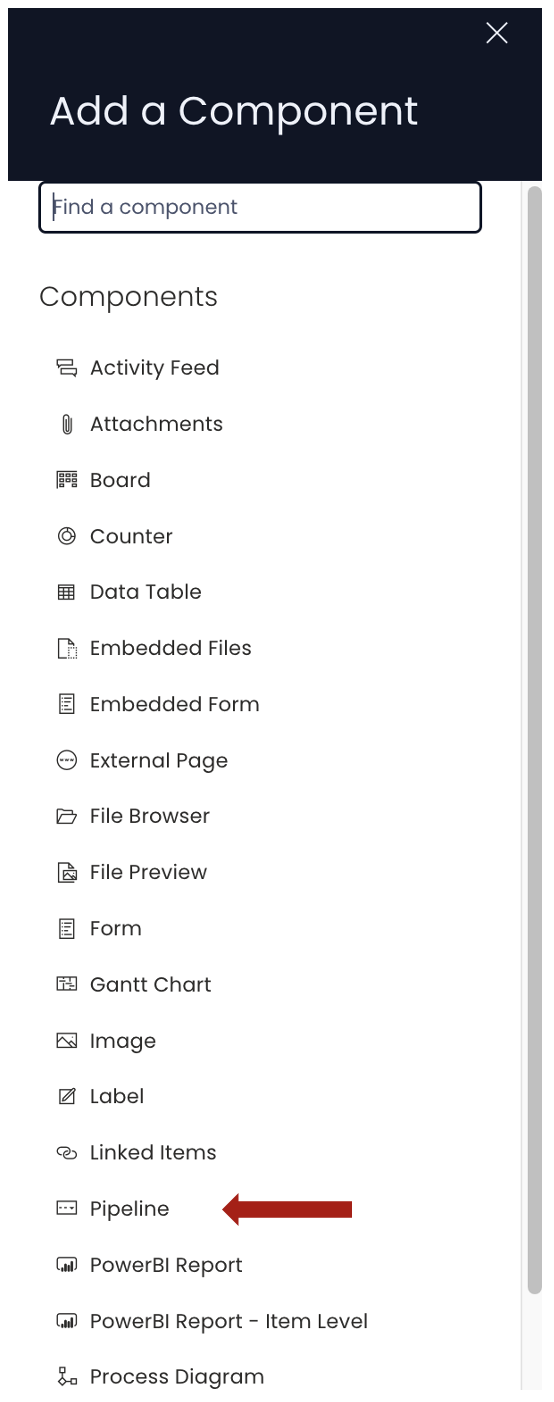 Add a Component
Find a component
Components
Activity Feed
Attachments
Board
Counter
Data Table
Embedded Files
Embedded Form
External Page
File Browser
File Preview
Form
Gantt Chart
Image
Label
Linked Items
Pipeline
PowerBI Report
PowerBI Report - Item Level
Process Diagram